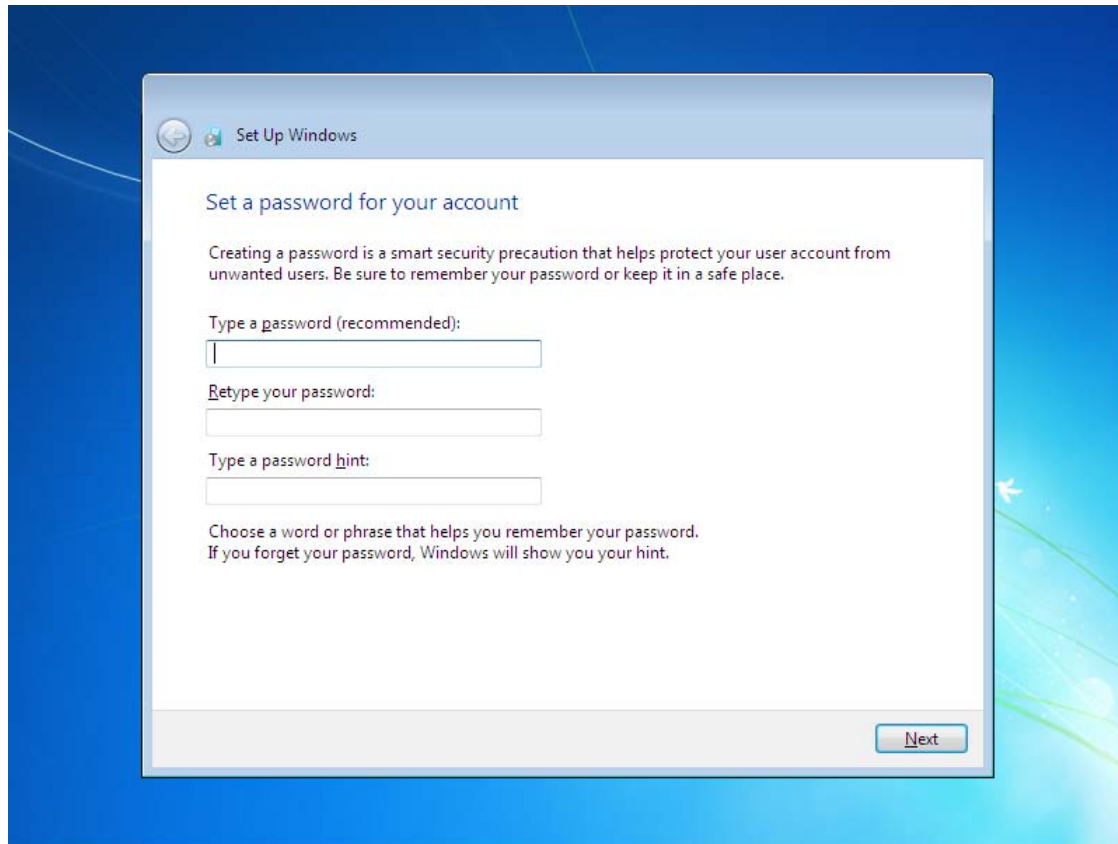 Set Up Windows
Set a password for your account
Creating a password is a smart security precaution that helps protect your user account from
unwanted users. Be sure to remember your password or keep it in a safe place.
Type a password (recommended):
Retype your password:
Type a password hint:
Choose a word or phrase that helps you remember your password.
If you forget your password, Windows will show you your hint.
Next